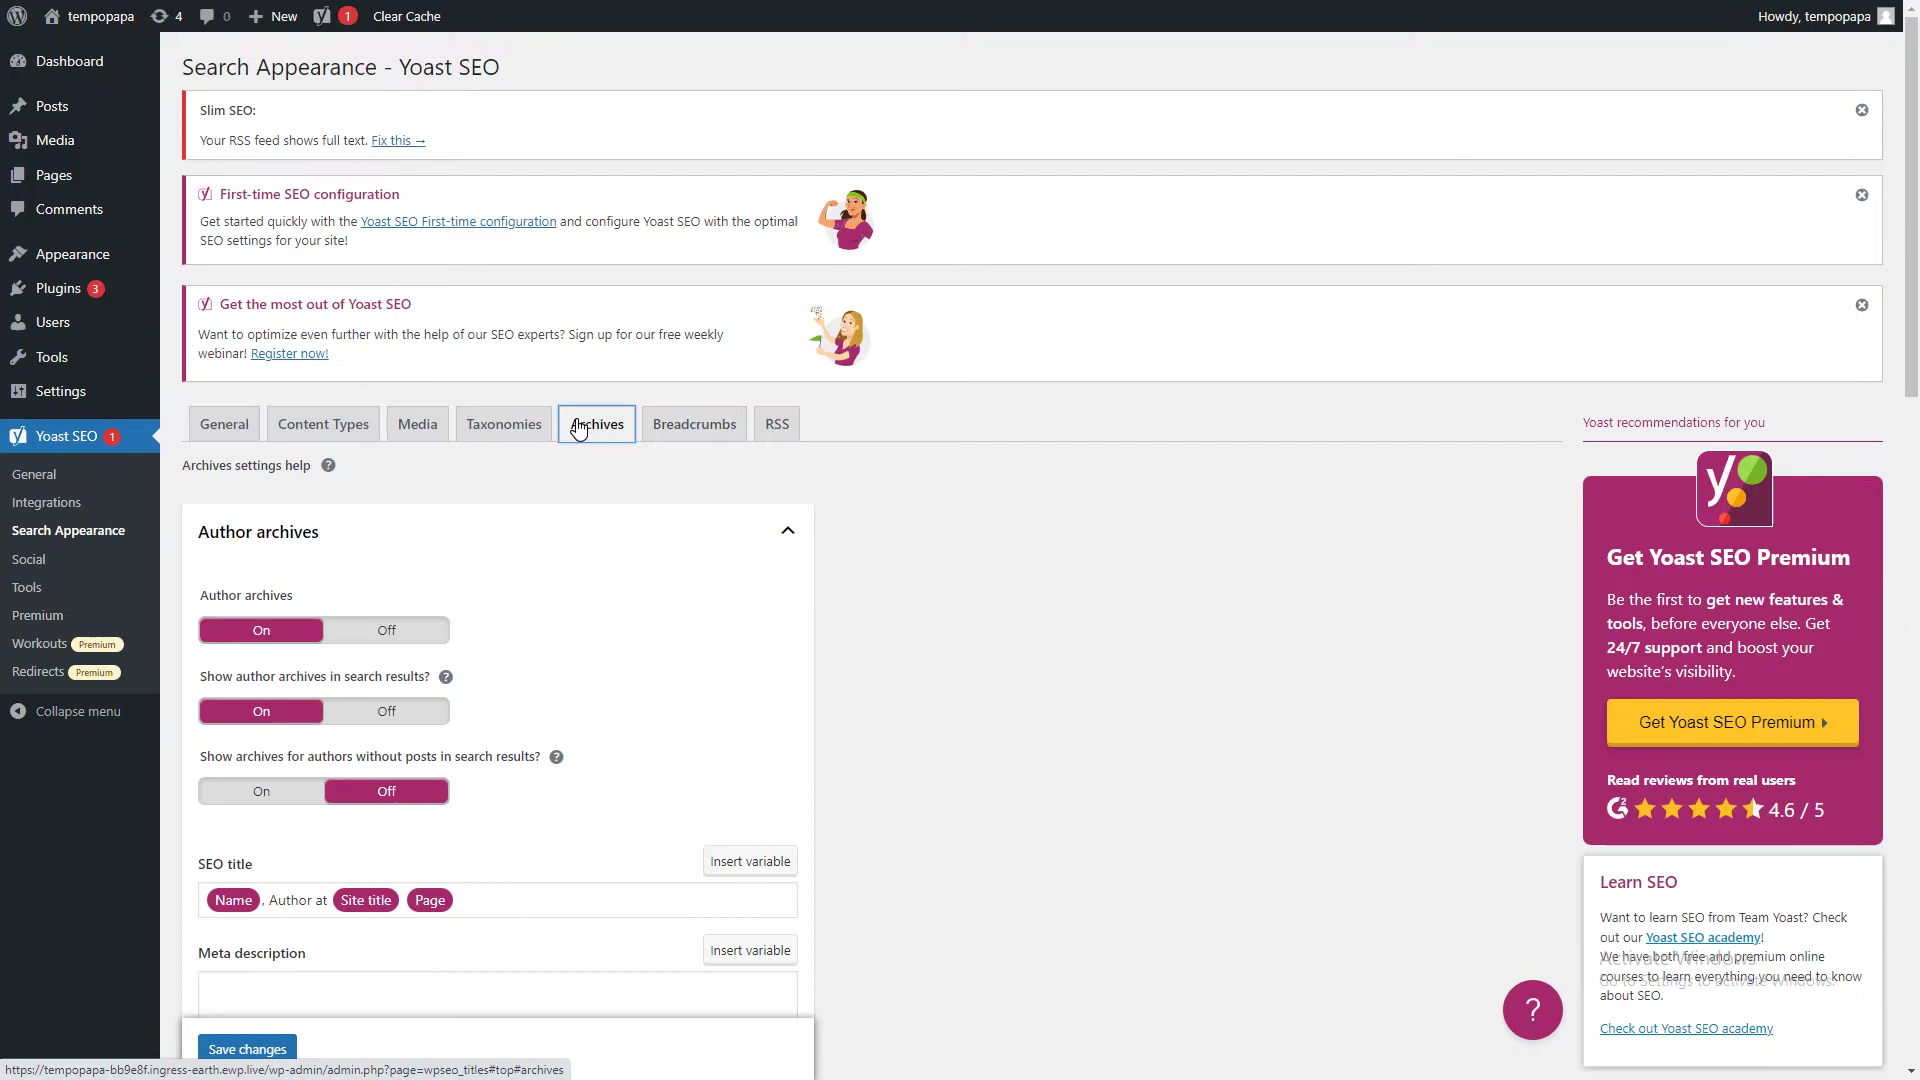 tempopapa 4 0 New 1 Clear Cache Howdy, tempopapa
Dashboard
Posts
Media
Pages
Comments
Appearance
Plugins 3
Users
Tools
Settings
Yoast SEO 1
General
Integrations
Search Appearance
Social
Tools
Premium
Workouts Premium
Redirects Premium
Collapse menu
Search Appearance - Yoast SEO
Slim SEO:
Your RSS feed shows full text. Fix this →
First-time SEO configuration
Get started quickly with the Yoast SEO First-time configuration and configure Yoast SEO with the optimal
SEO settings for your site!
Get the most out of Yoast SEO
Want to optimize even further with the help of our SEO experts? Sign up for our free weekly
webinar! Register now!
General Content Types Media Taxonomies Archives Breadcrumbs RSS
Archives settings help ?
Author archives
Author archives
On Off
Show author archives in search results? ?
On Off
Show archives for authors without posts in search results? ?
On Off
SEO title Insert variable
Name , Author at Site title Page
Meta description Insert variable
Save changes
Yoast recommendations for you
Get Yoast SEO Premium
Be the first to get new features &
tools, before everyone else. Get
24/7 support and boost your
website's visibility.
Get Yoast SEO Premium
Read reviews from real users
4.6 / 5
Learn SEO
Want to learn SEO from Team Yoast? Check
out our Yoast SEO academy!
We have both free and premium online
courses to learn everything you need to know
about SEO.
Check out Yoast SEO academy
Activate Windows
Go to Settings to activate Windows.
?
https://tempopapa-bb9e8f.ingress-earth.ewp.live/wp-admin/admin.php?page=wpseo_titles#top#archives